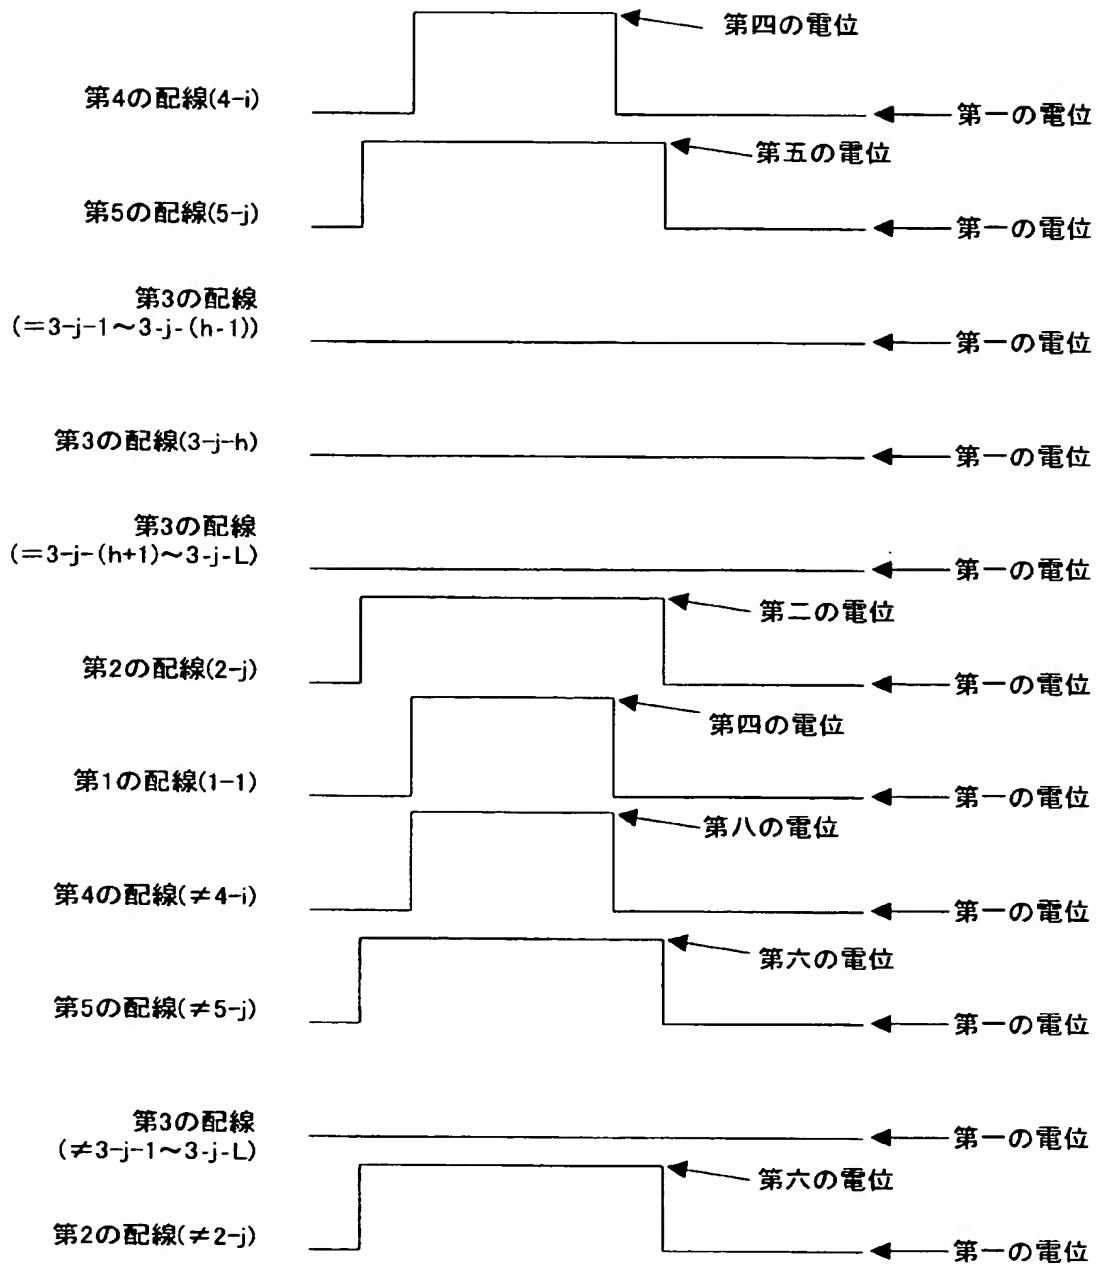 第四の電位
第4の配線(4-i)
第一の電位
第五の電位
第5の配線(5-j)
第一の電位
第3の配線
(=3-j-1～3-j-(h-1))
第一の電位
第3の配線(3-j-h)
第一の電位
第3の配線
(=3-j-(h+1)～3-j-L)
第一の電位
第二の電位
第2の配線(2-j)
第一の電位
第四の電位
第1の配線(1-1)
第一の電位
第八の電位
第4の配線(≠4-i)
第一の電位
第六の電位
第5の配線(≠5-j)
第一の電位
第3の配線
(≠3-j-1～3-j-L)
第一の電位
第六の電位
第2の配線(≠2-j)
第一の電位